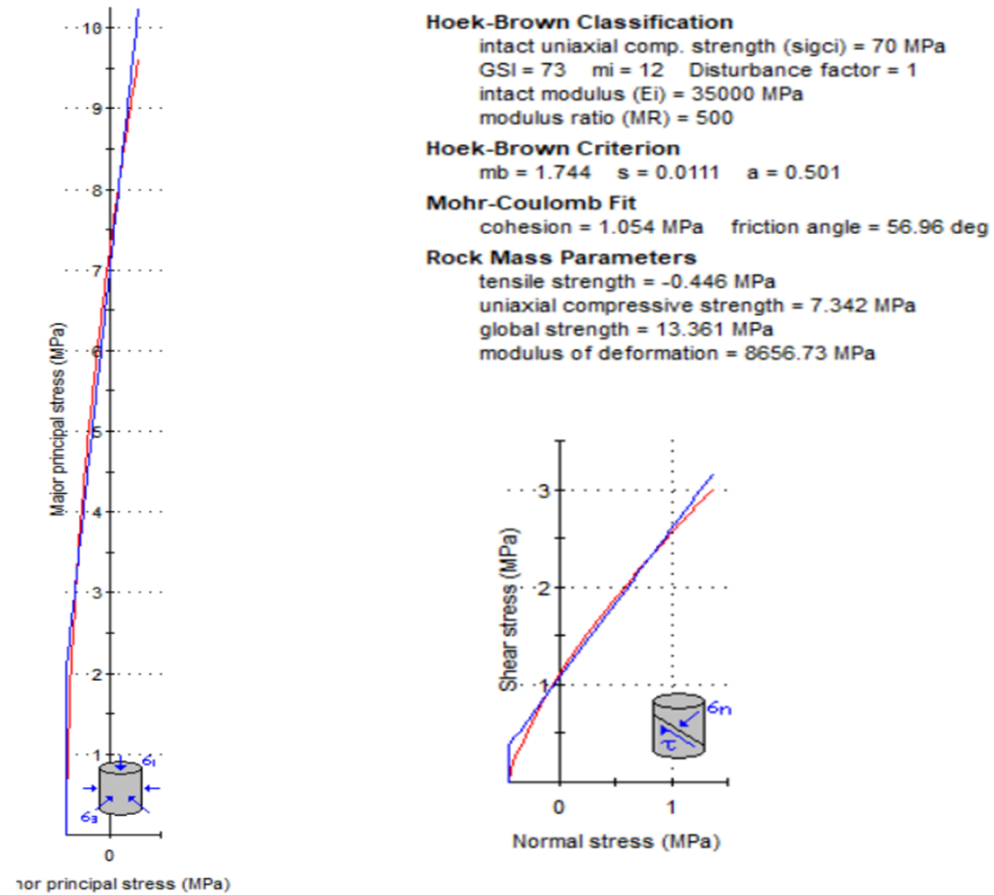 Hoek-Brown Classification
intact uniaxial comp. strength (sigci) = 70 MPa
GSI = 73 mi = 12 Disturbance factor = 1
intact modulus (Ei) = 35000 MPa
modulus ratio (MR) = 500
Hoek-Brown Criterion
mb = 1.744 s = 0.0111 a = 0.501
Mohr-Coulomb Fit
cohesion = 1.054 MPa friction angle = 56.96 deg
Rock Mass Parameters
tensile strength = -0.446 MPa
uniaxial compressive strength = 7.342 MPa
global strength = 13.361 MPa
modulus of deformation = 8656.73 MPa
Major principal stress (MPa)
10
9
8
7
6
5
4
3
2
1
σ1
σ3
0
nor principal stress (MPa)
Shear stress (MPa)
3
2
1
σn
τ
0 1
Normal stress (MPa)